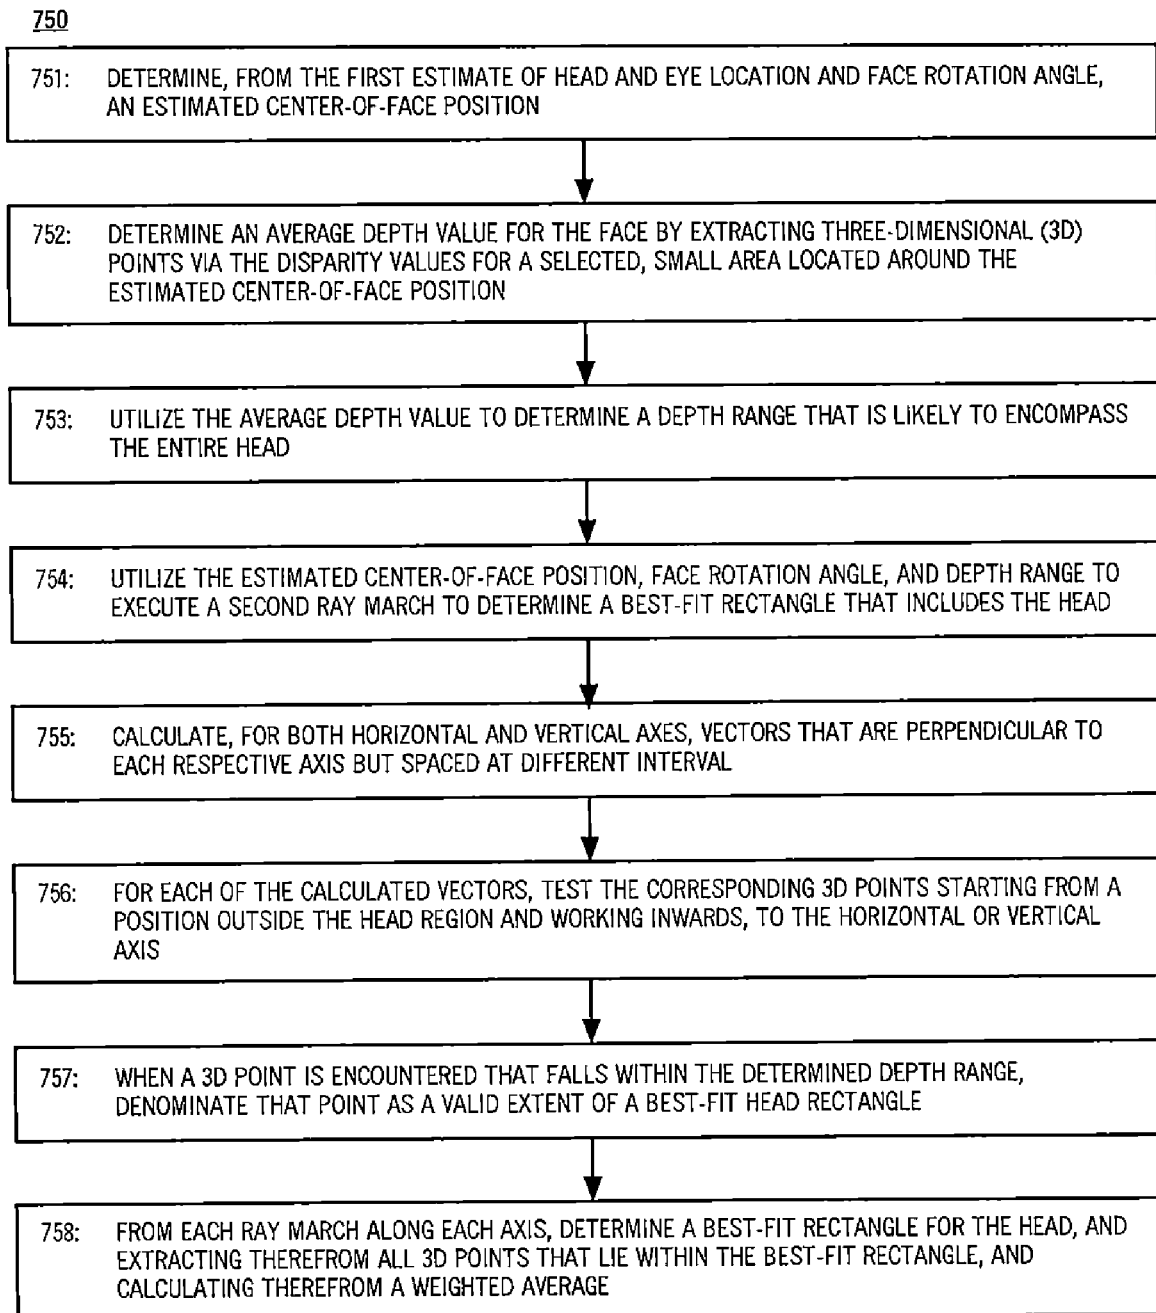 750
751: DETERMINE, FROM THE FIRST ESTIMATE OF HEAD AND EYE LOCATION AND FACE ROTATION ANGLE,
AN ESTIMATED CENTER-OF-FACE POSITION
752: DETERMINE AN AVERAGE DEPTH VALUE FOR THE FACE BY EXTRACTING THREE-DIMENSIONAL (3D)
POINTS VIA THE DISPARITY VALUES FOR A SELECTED, SMALL AREA LOCATED AROUND THE
ESTIMATED CENTER-OF-FACE POSITION
753: UTILIZE THE AVERAGE DEPTH VALUE TO DETERMINE A DEPTH RANGE THAT IS LIKELY TO ENCOMPASS
THE ENTIRE HEAD
754: UTILIZE THE ESTIMATED CENTER-OF-FACE POSITION, FACE ROTATION ANGLE, AND DEPTH RANGE TO
EXECUTE A SECOND RAY MARCH TO DETERMINE A BEST-FIT RECTANGLE THAT INCLUDES THE HEAD
755: CALCULATE, FOR BOTH HORIZONTAL AND VERTICAL AXES, VECTORS THAT ARE PERPENDICULAR TO
EACH RESPECTIVE AXIS BUT SPACED AT DIFFERENT INTERVAL
756: FOR EACH OF THE CALCULATED VECTORS, TEST THE CORRESPONDING 3D POINTS STARTING FROM A
POSITION OUTSIDE THE HEAD REGION AND WORKING INWARDS, TO THE HORIZONTAL OR VERTICAL
AXIS
757: WHEN A 3D POINT IS ENCOUNTERED THAT FALLS WITHIN THE DETERMINED DEPTH RANGE,
DENOMINATE THAT POINT AS A VALID EXTENT OF A BEST-FIT HEAD RECTANGLE
758: FROM EACH RAY MARCH ALONG EACH AXIS, DETERMINE A BEST-FIT RECTANGLE FOR THE HEAD, AND
EXTRACTING THEREFROM ALL 3D POINTS THAT LIE WITHIN THE BEST-FIT RECTANGLE, AND
CALCULATING THEREFROM A WEIGHTED AVERAGE